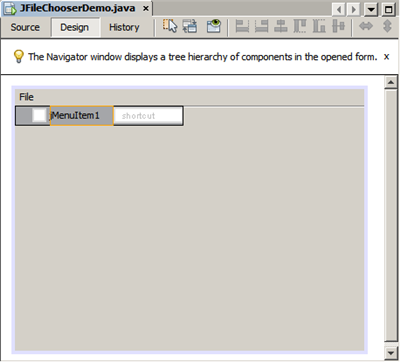 JFileChooserDemo.java x
Source Design History
The Navigator window displays a tree hierarchy of components in the opened form. x
File
jMenuItem1 shortcut